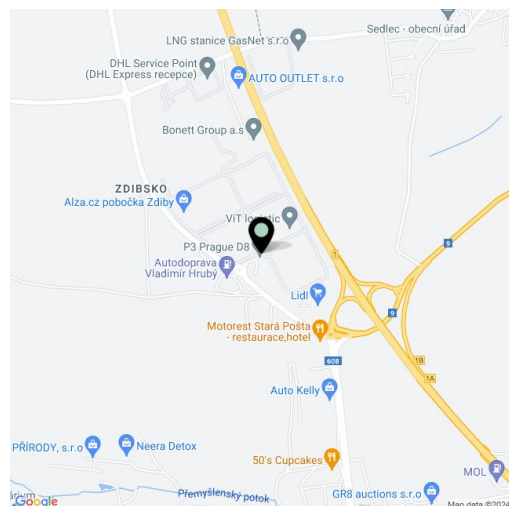 Sedlec - obecní úřad
LNG stanice GasNet s.r.o
DHL Service Point
(DHL Express recepce)
AUTO OUTLET s.r.o
Bonett Group a.s
ZDIBSKO
Alza.cz pobočka Zdiby
ViT logistic
P3 Prague D8
Autodoprava
Vladimír Hrubý
1
9
Lidl
9
Motorest Stará Pošta
- restaurace,hotel
608
1B
1A
Auto Kelly
PŘÍRODY, s.r.o
Neera Detox
50's Cupcakes
MOL
Přemyšlenský potok
GR8 auctions s.r.o
árium
Google
Map data ©2024